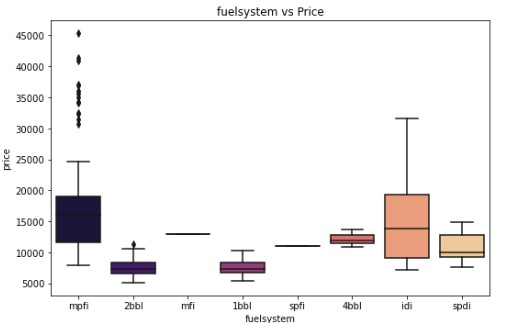 fuelsystem vs Price
45000
40000
35000
30000
25000
20000
15000
10000
5000
price
mpfi 2bbl mfi 1bbl spfi 4bbl idi spdi
fuelsystem